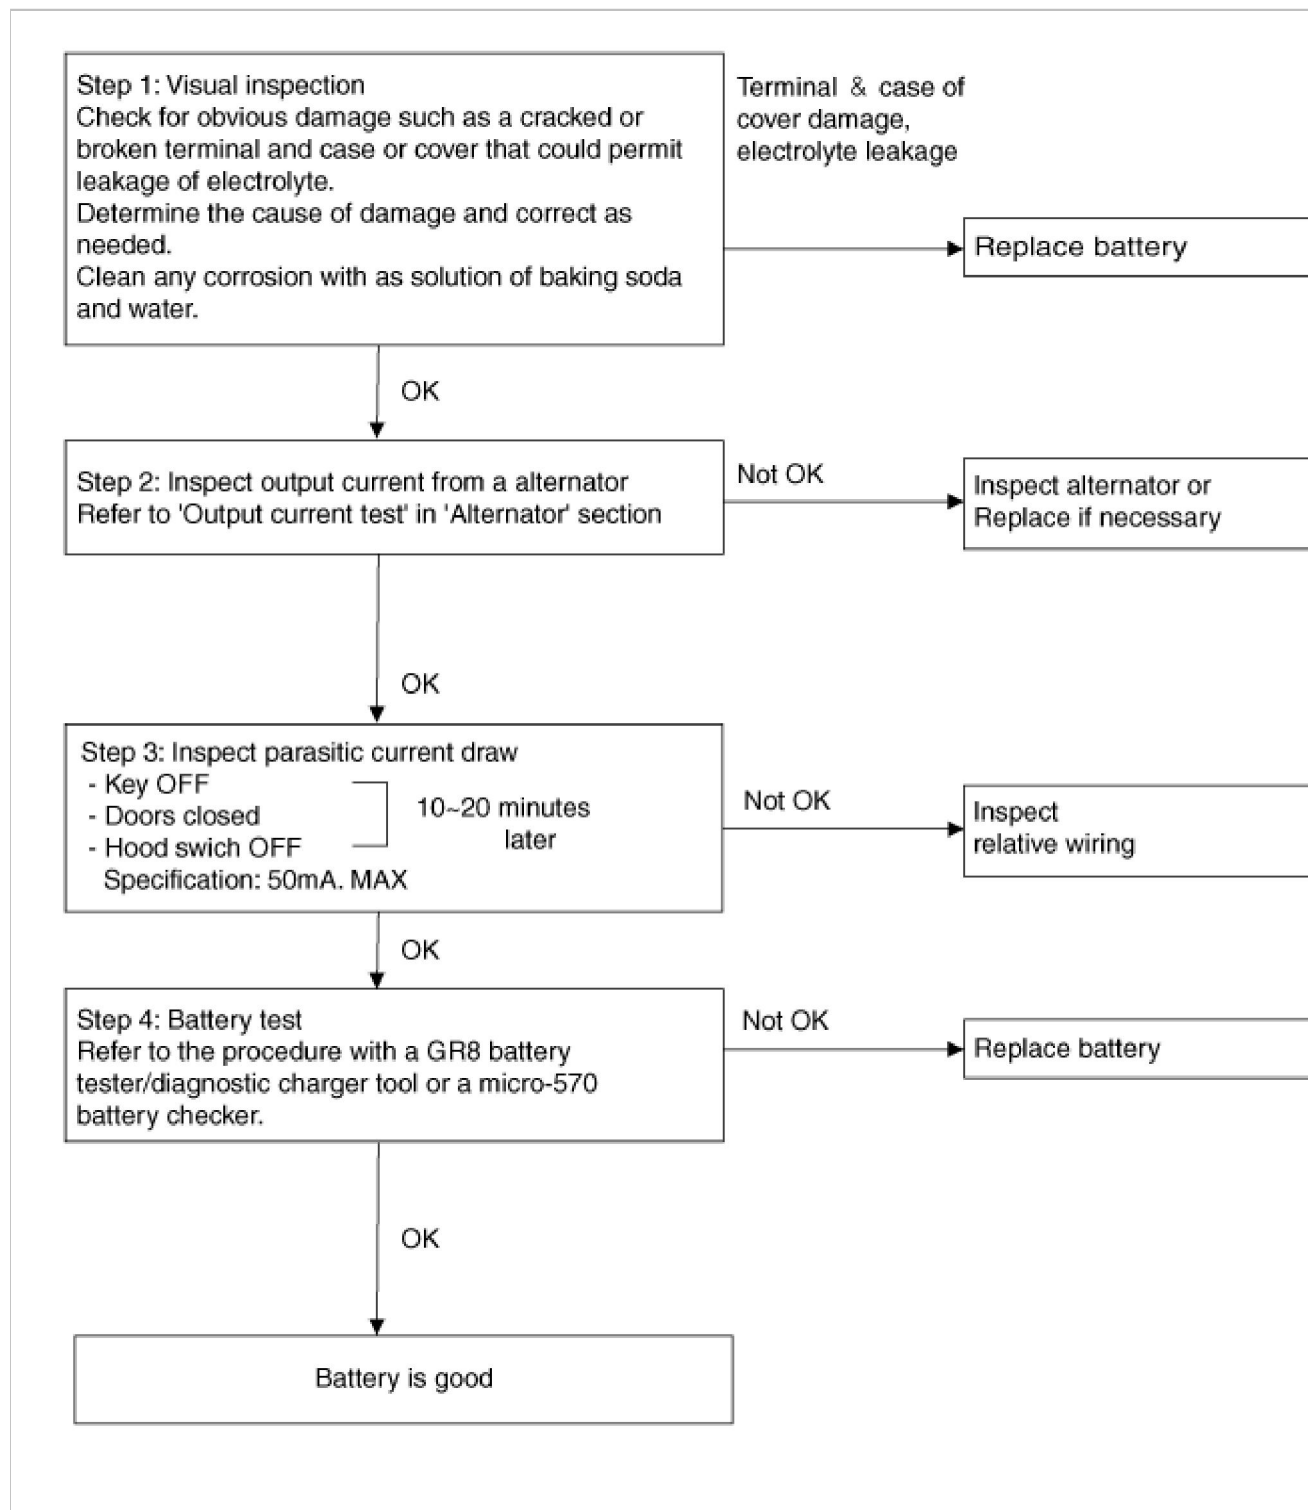 Step 1: Visual inspection
Check for obvious damage such as a cracked or
broken terminal and case or cover that could permit
leakage of electrolyte.
Determine the cause of damage and correct as
needed.
Clean any corrosion with as solution of baking soda
and water.
Terminal & case of
cover damage,
electrolyte leakage
Replace battery
OK
Step 2: Inspect output current from a alternator
Refer to 'Output current test' in 'Alternator' section
Not OK
Inspect alternator or
Replace if necessary
OK
Step 3: Inspect parasitic current draw
- Key OFF
- Doors closed
- Hood swich OFF
10~20 minutes
later
Specification: 50mA. MAX
Not OK
Inspect
relative wiring
OK
Step 4: Battery test
Refer to the procedure with a GR8 battery
tester/diagnostic charger tool or a micro-570
battery checker.
Not OK
Replace battery
OK
Battery is good